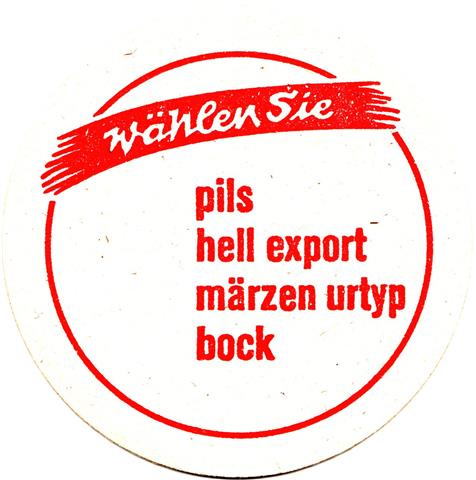 wählen Sie
pils
hell export
märzen urtyp
bock